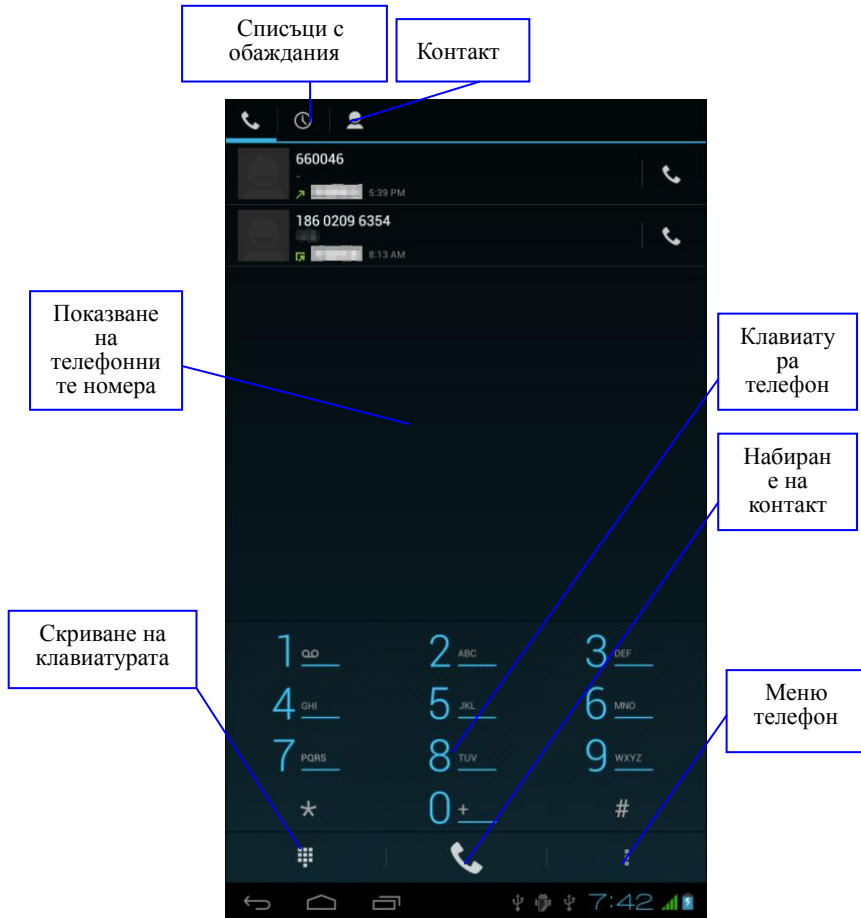 Списъци с
обаждания
Контакт
660046
-
5:39 PM
186 0209 6354
8:13 AM
Показване
на
телефонни
те номера
Клавиату
ра
телефон
Набиран
е на
контакт
Скриване на
клавиатурата
Меню
телефон
1
2 ABC
3 DEF
4 GHI
5 JKL
6 MNO
7 PQRS
8 TUV
9 WXYZ
*
0 +
#
7:42